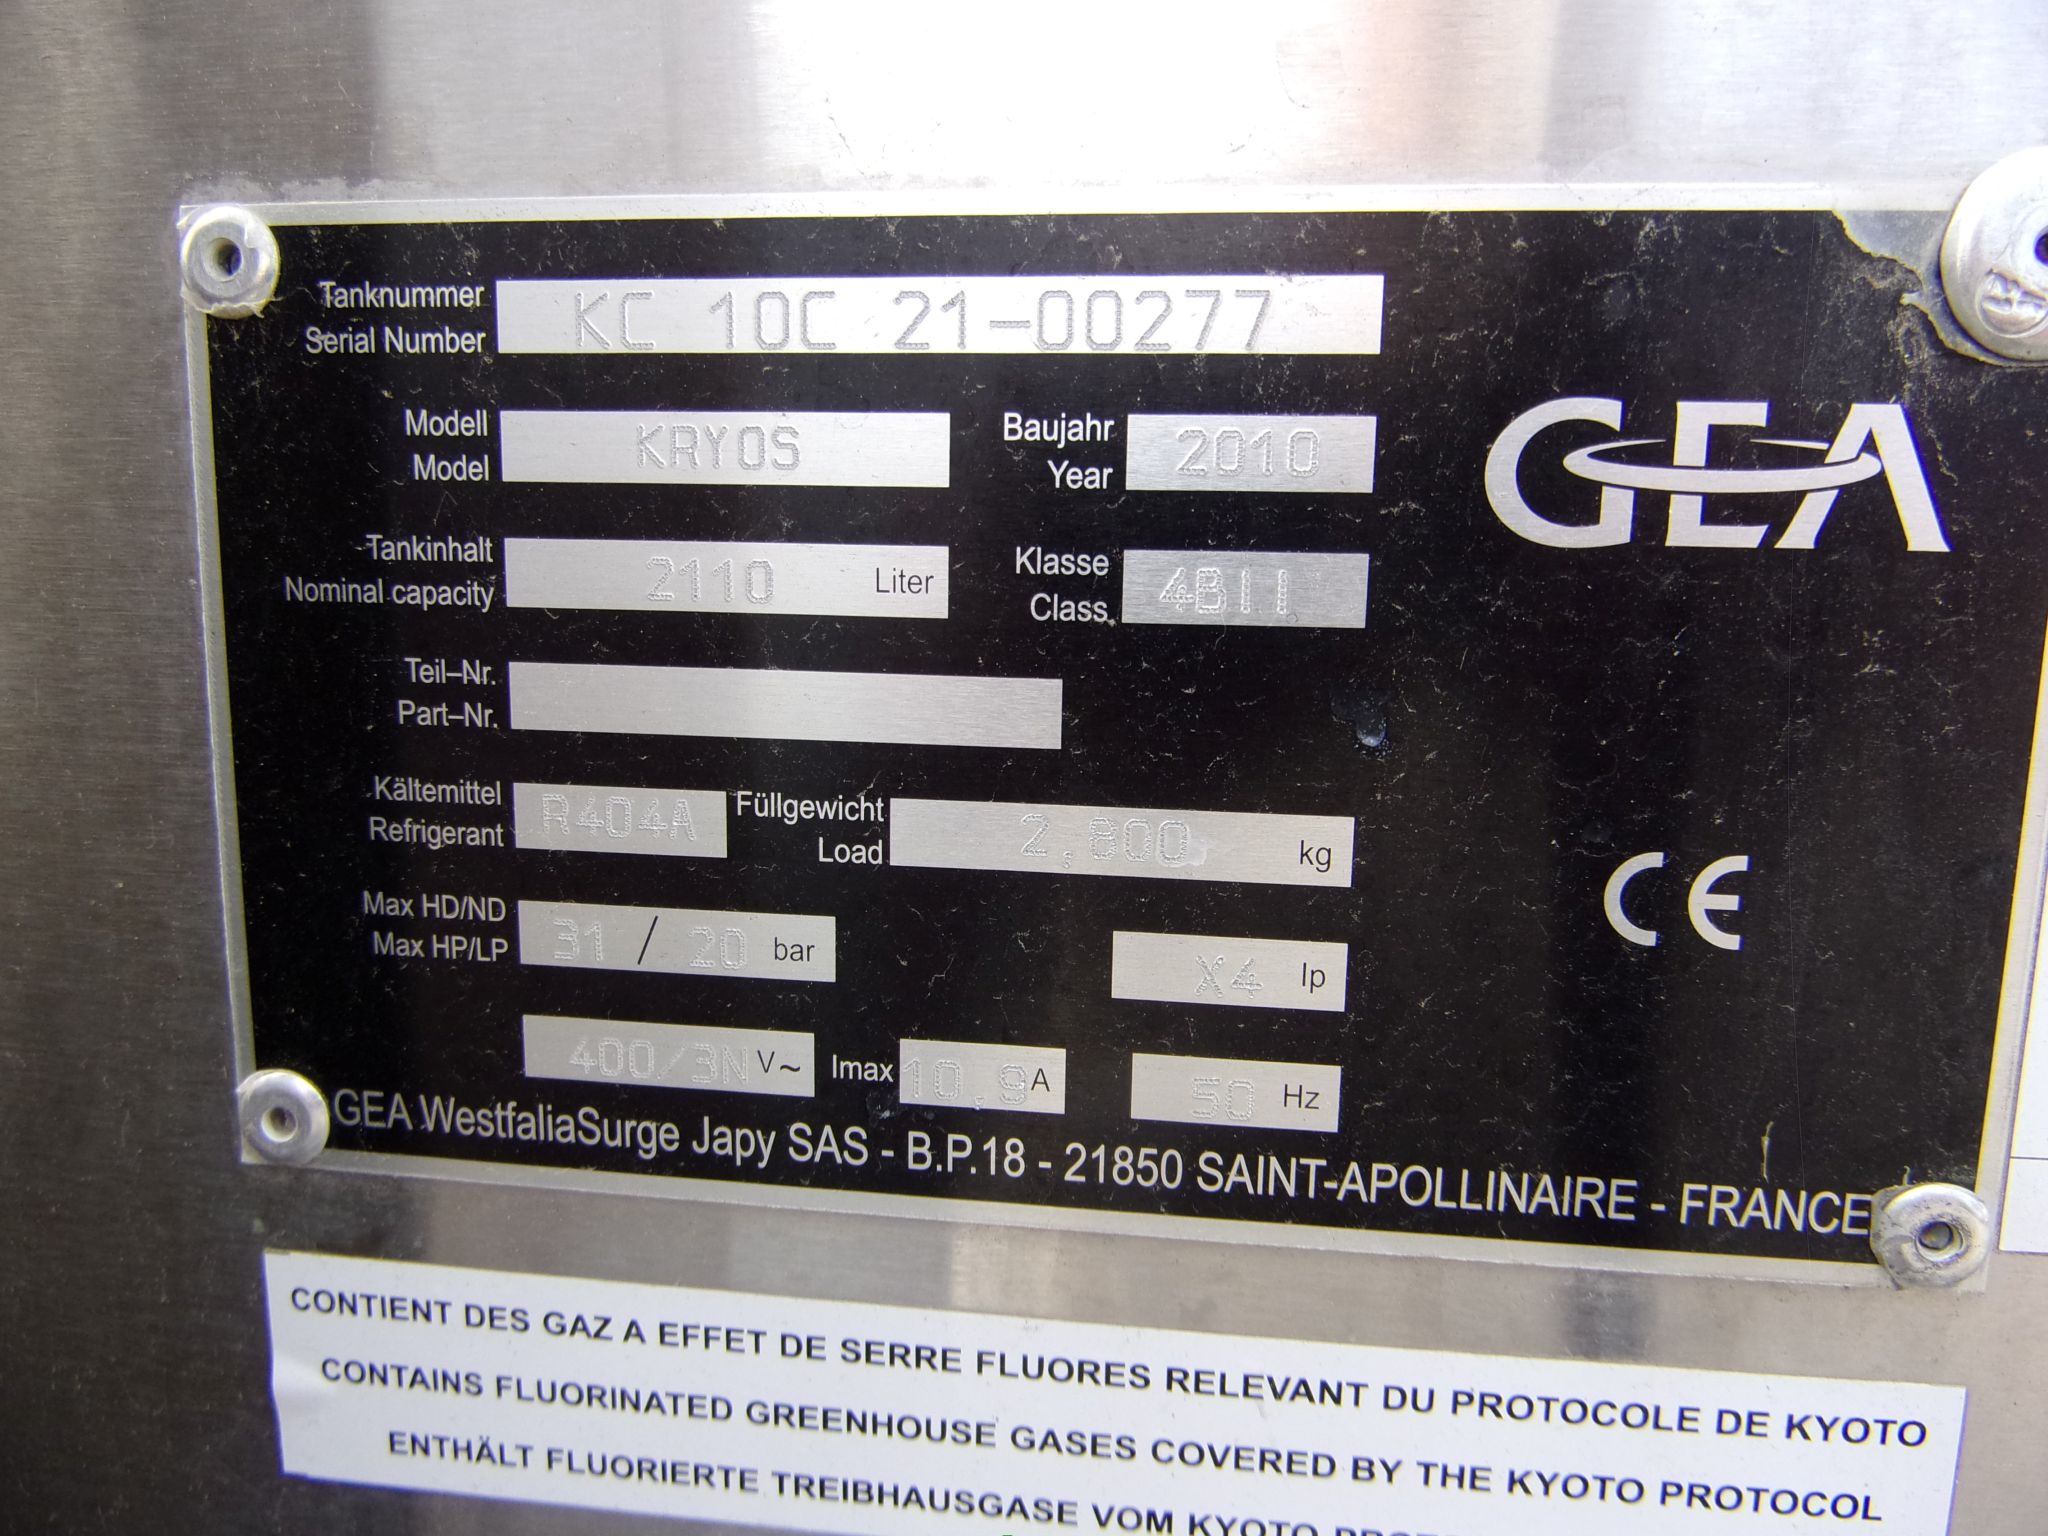 Tanknummer
Serial Number KC 10C 21-00277
Modell
Model KRYOS
Baujahr
Year 2010
GEA
Tankinhalt
Nominal capacity 2110 Liter
Klasse
Class. 4BII
Teil-Nr.
Part-Nr.
Kältemittel
Refrigerant R404A
Füllgewicht
Load 2.800 kg
Max HD/ND
Max HP/LP 31 / 20 bar
X4 Ip
CE
400/3N V~ Imax 10.9 A 50 Hz
GEA WestfaliaSurge Japy SAS - B.P.18 - 21850 SAINT-APOLLINAIRE - FRANCE
CONTIENT DES GAZ A EFFET DE SERRE FLUORES RELEVANT DU PROTOCOLE DE KYOTO
CONTAINS FLUORINATED GREENHOUSE GASES COVERED BY THE KYOTO PROTOCOL
ENTHÄLT FLUORIERTE TREIBHAUSGASE VOM KYOTO